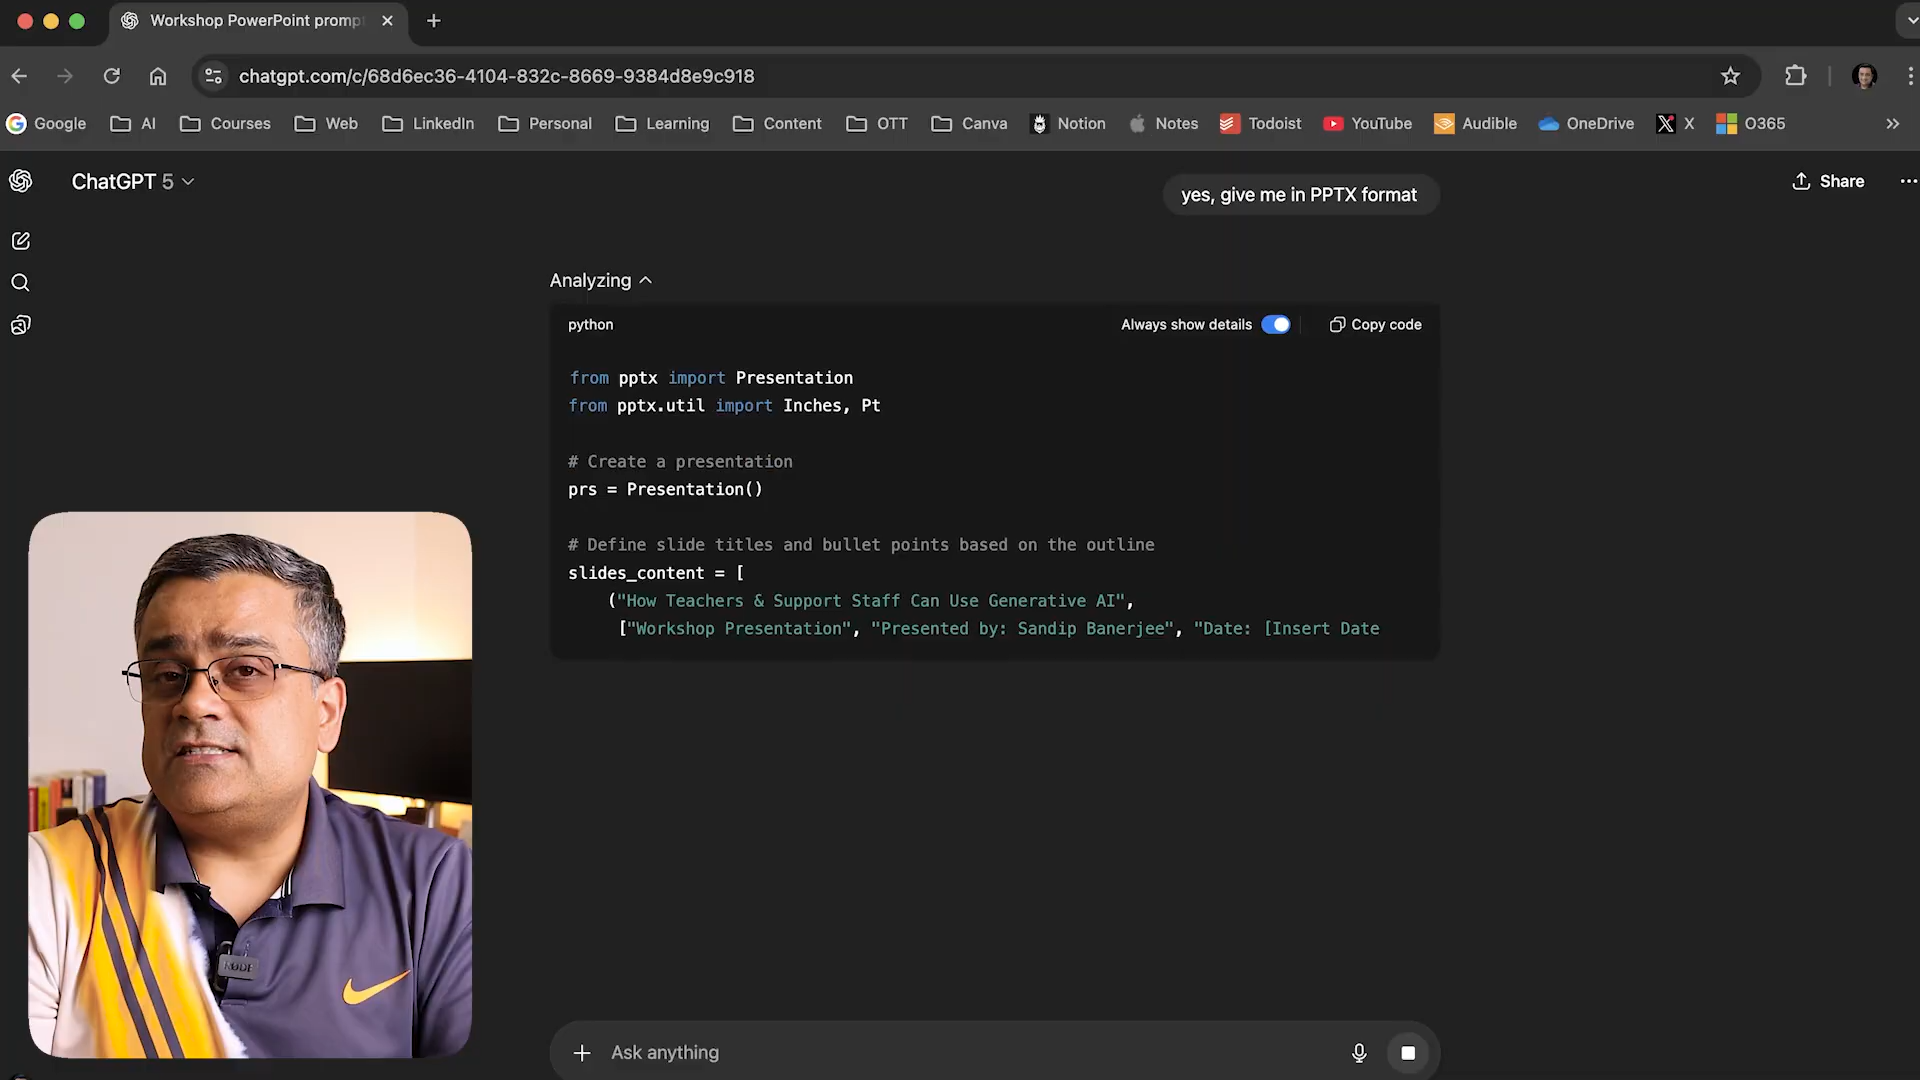 Workshop PowerPoint promp
chatgpt.com/c/68d6ec36-4104-832c-8669-9384d8e9c918
Google AI Courses Web LinkedIn Personal Learning Content OTT Canva Notion Notes Todoist YouTube Audible OneDrive X O365
ChatGPT 5
Share
yes, give me in PPTX format
Analyzing
python
Always show details
Copy code
from pptx import Presentation
from pptx.util import Inches, Pt
# Create a presentation
prs = Presentation()
# Define slide titles and bullet points based on the outline
slides_content = [
("How Teachers & Support Staff Can Use Generative AI",
["Workshop Presentation", "Presented by: Sandip Banerjee", "Date: [Insert Date
RODE
Ask anything